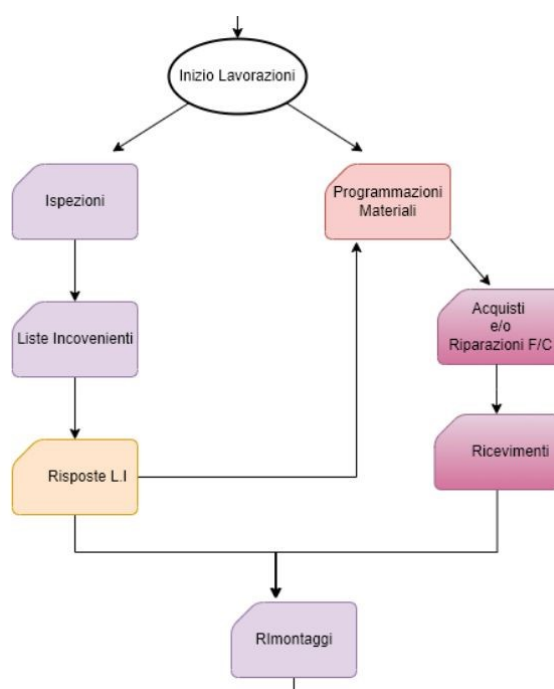 Inizio Lavorazioni
Ispezioni
Programmazioni
Materiali
Liste Incovenienti
Acquisti
e/o
Riparazioni F/C
Risposte L.I
Ricevimenti
RImontaggi